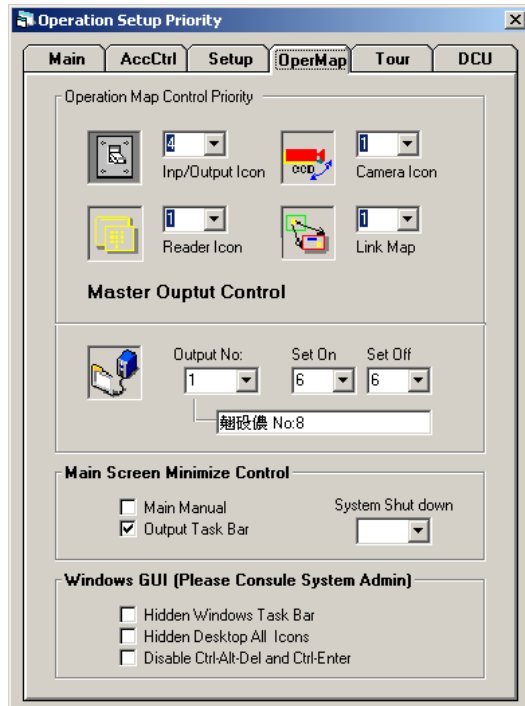 Operation Setup Priority
Main AccCtrl Setup OperMap Tour DCU
Operation Map Control Priority
4
Inp/Output Icon
CCD
1
Camera Icon
1
Reader Icon
1
Link Map
Master Ouptut Control
Output No: Set On Set Off
1 6 6
翹砓儂 No:8
Main Screen Minimize Control
Main Manual
Output Task Bar
System Shut down
Windows GUI (Please Consule System Admin)
Hidden Windows Task Bar
Hidden Desktop All Icons
Disable Ctrl-Alt-Del and Ctrl-Enter